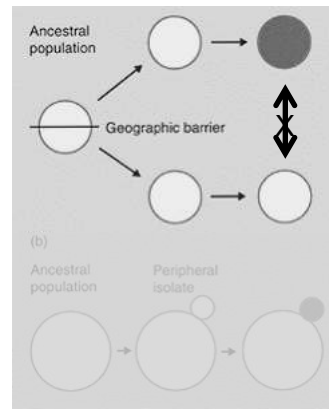 Ancestral
population
Geographic barrier
(b)
Ancestral
population
Peripheral
isolate